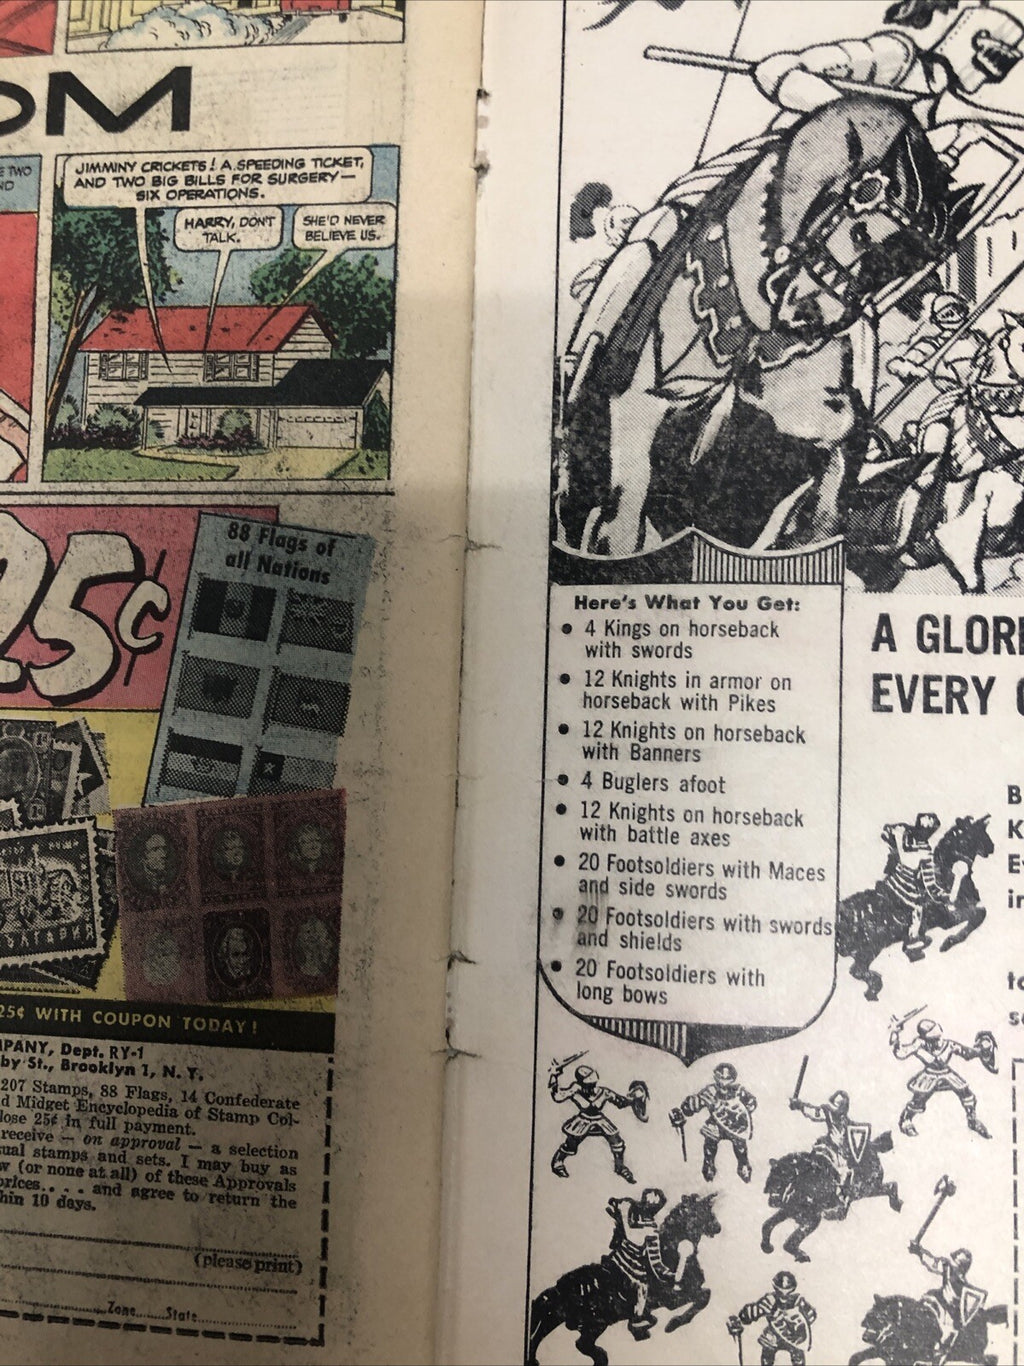 OM
JIMMINY CRICKETS! A SPEEDING TICKET,
AND TWO BIG BILLS FOR SURGERY—
SIX OPERATIONS.
HARRY, DON'T
TALK.
SHE'D NEVER
BELIEVE US.
TWO
25¢
88 Flags of
all Nations
БЪЛГАРИЯ
25¢ WITH COUPON TODAY!
MPANY, Dept. RY-1
by St., Brooklyn 1, N. Y.
207 Stamps, 88 Flags, 14 Confederate
d Midget Encyclopedia of Stamp Col-
lose 25¢ in full payment.
receive — on approval — a selection
ual stamps and sets. I may buy as
w (or none at all) of these Approvals
prices.... and agree to return the
hin 10 days.
(please print)
Zone......State
Here's What You Get:
• 4 Kings on horseback
with swords
• 12 Knights in armor on
horseback with Pikes
• 12 Knights on horseback
with Banners
• 4 Buglers afoot
• 12 Knights on horseback
with battle axes
• 20 Footsoldiers with Maces
and side swords
• 20 Footsoldiers with swords
and shields
• 20 Footsoldiers with
long bows
A GLORI
EVERY